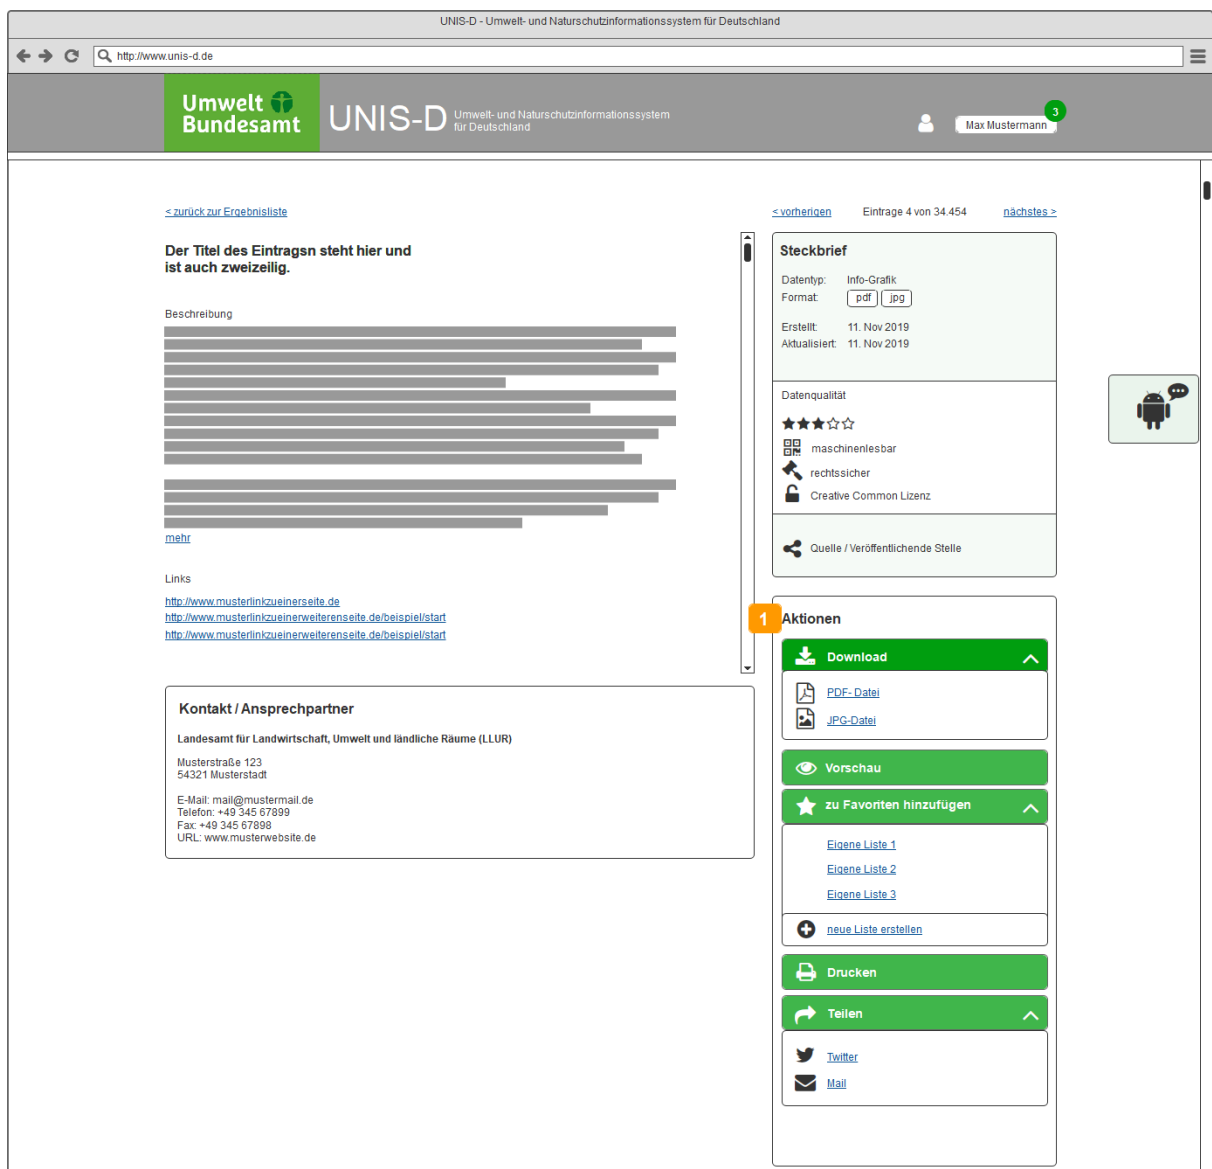 UNIS-D - Umwelt- und Naturschutzinformationssystem für Deutschland
http://www.unis-d.de
Umwelt
Bundesamt
UNIS-D
Umwelt- und Naturschutzinformationssystem
für Deutschland
Max Mustermann
3
< zurück zur Ergebnisliste
< vorherigen
Eintrage 4 von 34.454
nächstes >
Der Titel des Eintragsn steht hier und
ist auch zweizeilig.
Beschreibung
mehr
Links
http://www.musterlinkzueinerseite.de
http://www.musterlinkzueinerweiterenseite.de/beispiel/start
http://www.musterlinkzueinerweiterenseite.de/beispiel/start
Kontakt / Ansprechpartner
Landesamt für Landwirtschaft, Umwelt und ländliche Räume (LLUR)
Musterstraße 123
54321 Musterstadt
E-Mail: mail@mustermail.de
Telefon: +49 345 67899
Fax: +49 345 67898
URL: www.musterwebsite.de
Steckbrief
Datentyp: Info-Grafik
Format: pdf jpg
Erstellt: 11. Nov 2019
Aktualisiert: 11. Nov 2019
Datenqualität
maschinenlesbar
rechtssicher
Creative Common Lizenz
Quelle / Veröffentlichende Stelle
1
Aktionen
Download
PDF- Datei
JPG-Datei
Vorschau
zu Favoriten hinzufügen
Eigene Liste 1
Eigene Liste 2
Eigene Liste 3
neue Liste erstellen
Drucken
Teilen
Twitter
Mail